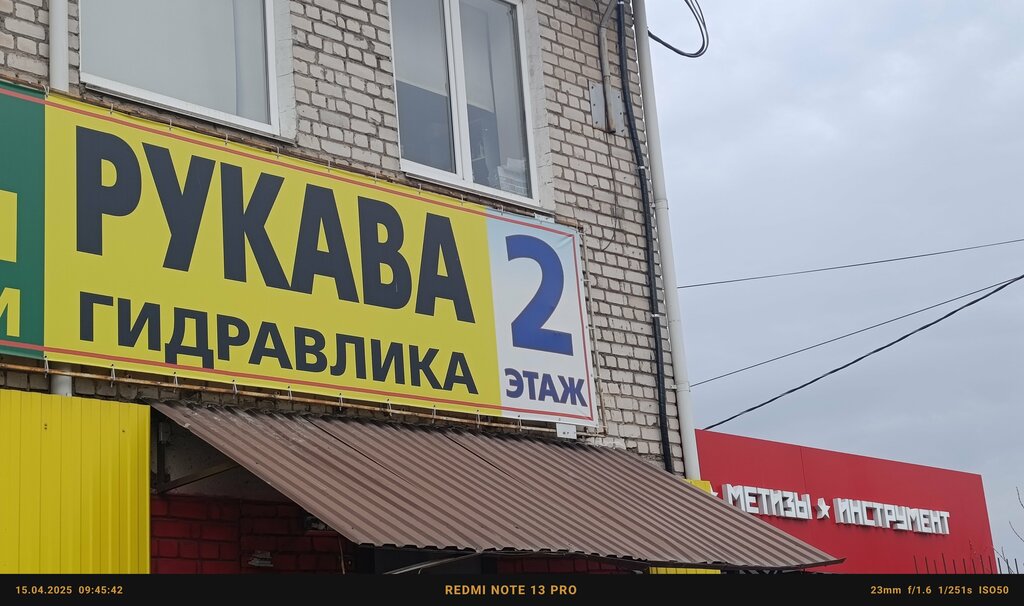 РУКАВА
ГИДРАВЛИКА
2
ЭТАЖ
МЕТИЗЫ ★ ИНСТРУМЕНТ
15.04.2025 09:45:42
REDMI NOTE 13 PRO
23mm f/1.6 1/251s ISO50